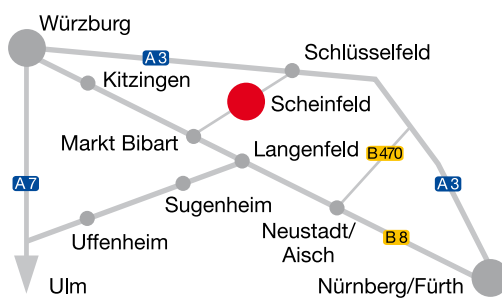 Würzburg
A 3
Schlüsselfeld
Kitzingen
Scheinfeld
Markt Bibart
Langenfeld
B 470
A 7
A 3
Sugenheim
Uffenheim
Neustadt/
Aisch
B 8
Ulm
Nürnberg/Fürth